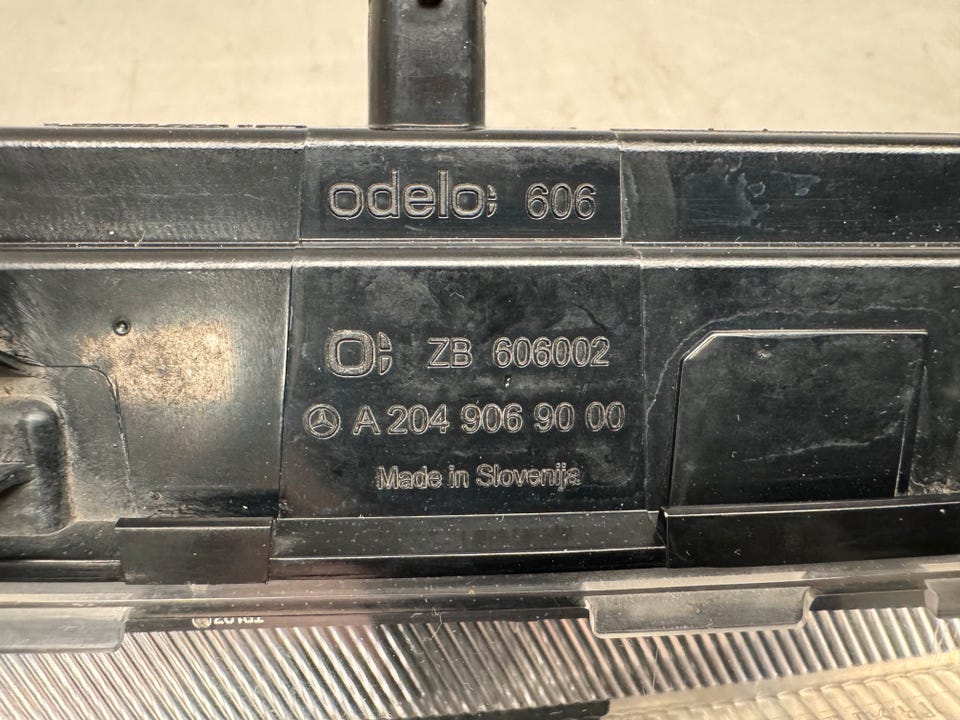 odelo; 606
ZB 606002
A 204 906 90 00
Made in Slovenija